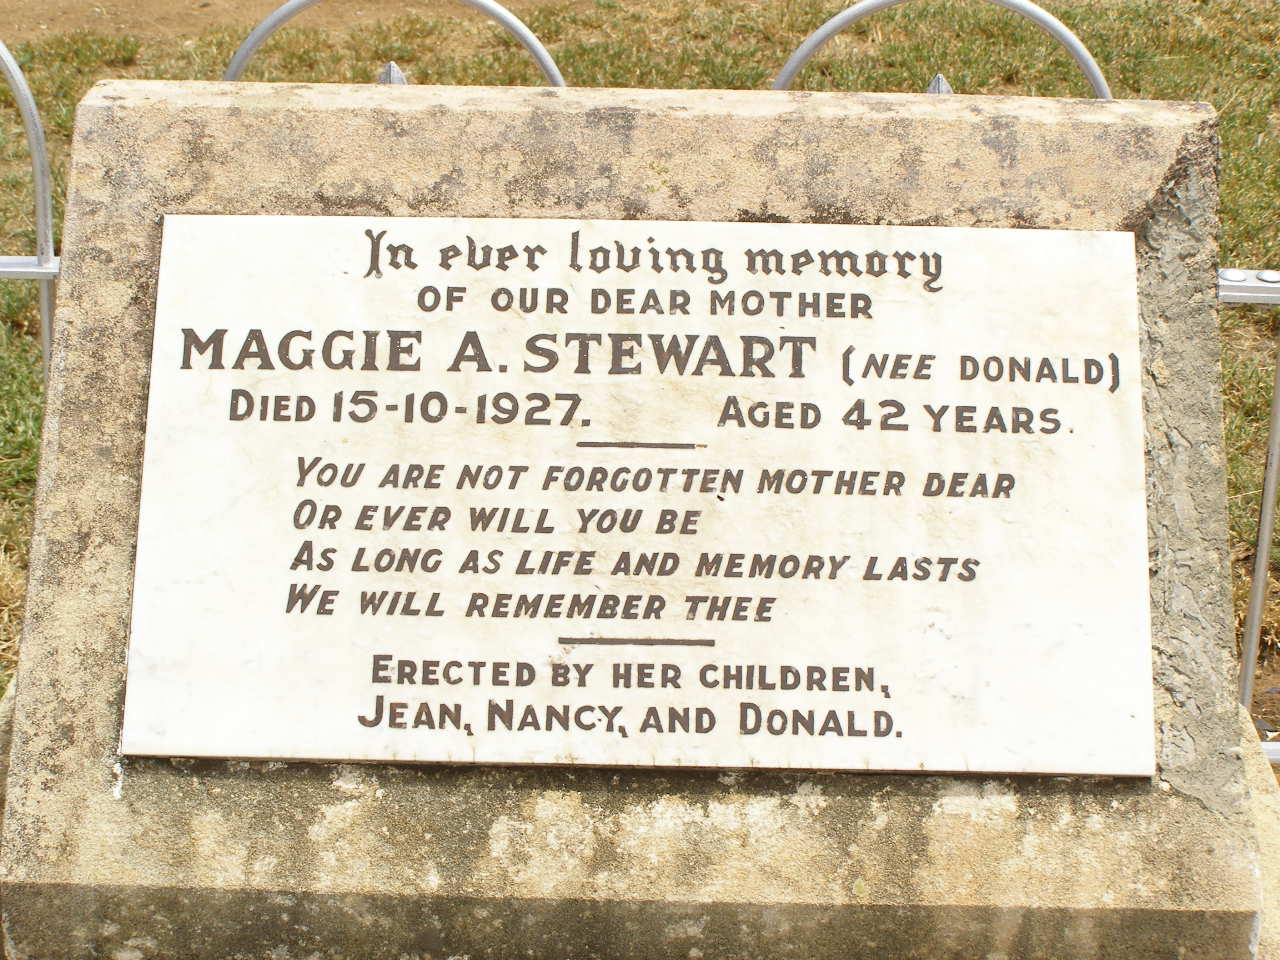 In ever loving memory
OF OUR DEAR MOTHER
MAGGIE A. STEWART (NEE DONALD)
DIED 15-10-1927. AGED 42 YEARS.
YOU ARE NOT FORGOTTEN, MOTHER DEAR
OR EVER WILL YOU BE
AS LONG AS LIFE AND MEMORY LASTS
WE WILL REMEMBER THEE
ERECTED BY HER CHILDREN,
JEAN, NANCY, AND DONALD.